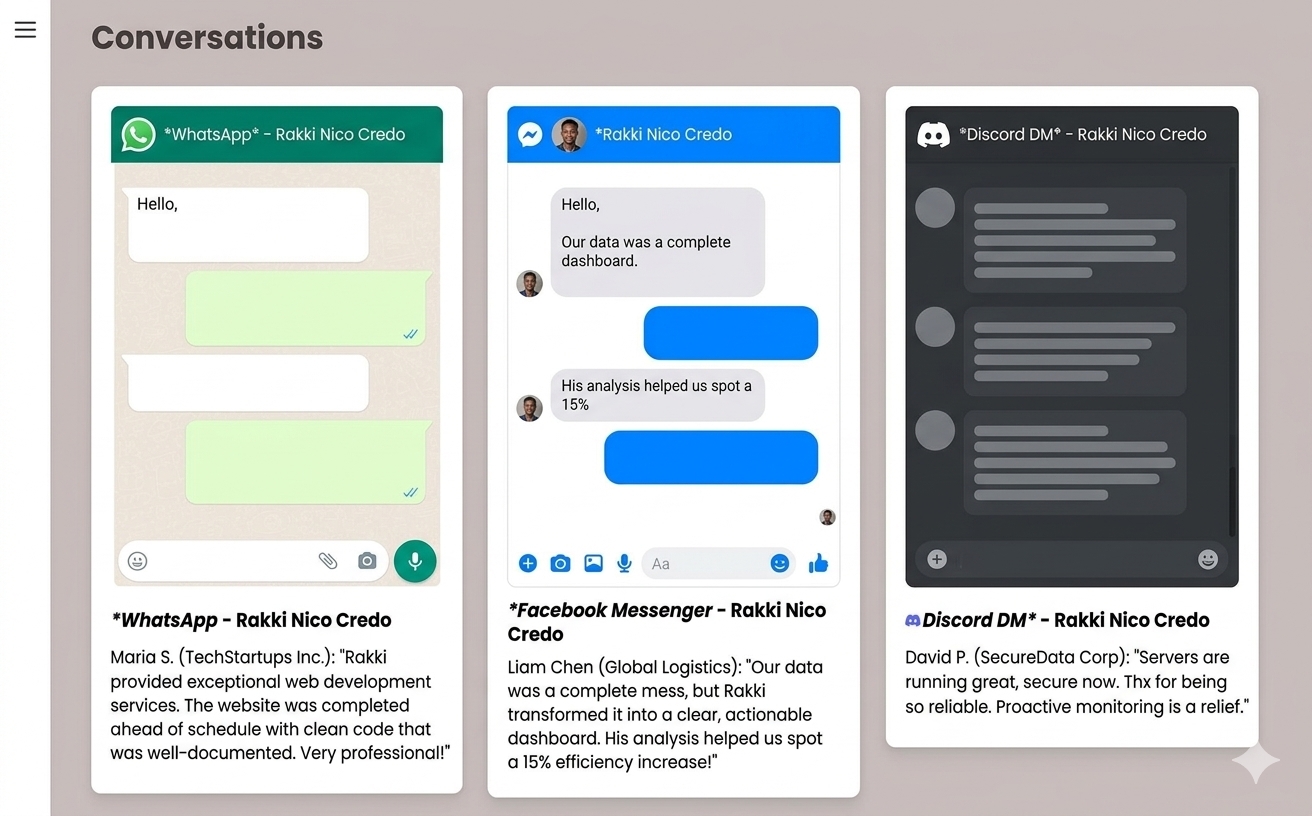 Conversations
*WhatsApp* - Rakki Nico Credo
Hello,
*WhatsApp - Rakki Nico Credo
Maria S. (TechStartups Inc.): "Rakki
provided exceptional web development
services. The website was completed
ahead of schedule with clean code that
was well-documented. Very professional!"
*Rakki Nico Credo
Hello,
Our data was a complete
dashboard.
His analysis helped us spot a
15%
Aa
*Facebook Messenger - Rakki Nico
Credo
Liam Chen (Global Logistics): "Our data
was a complete mess, but Rakki
transformed it into a clear, actionable
dashboard. His analysis helped us spot
a 15% efficiency increase!"
*Discord DM* - Rakki Nico Credo
Discord DM* - Rakki Nico Credo
David P. (SecureData Corp): "Servers are
running great, secure now. Thx for being
so reliable. Proactive monitoring is a relief."